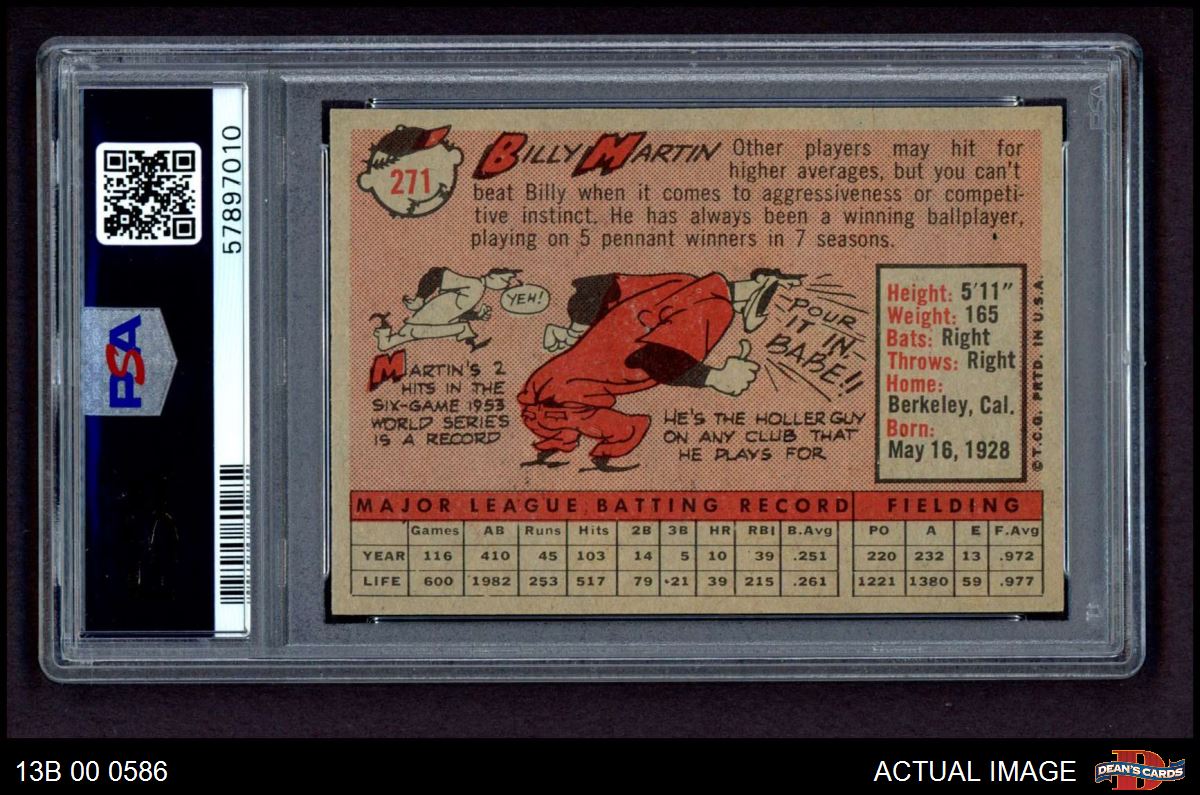 57897010
PSA
271
BILLY MARTIN
Other players may hit for
higher averages, but you can't
beat Billy when it comes to aggressiveness or competi-
tive instinct. He has always been a winning ballplayer,
playing on 5 pennant winners in 7 seasons.
YEH!
MARTIN'S 2
HITS IN THE
SIX-GAME 1953
WORLD SERIES
IS A RECORD
POUR
IT
IN-
BABE!!
HE'S THE HOLLER GUY
ON ANY CLUB THAT
HE PLAYS FOR
Height: 5'11"
Weight: 165
Bats: Right
Throws: Right
Home:
Berkeley, Cal.
Born:
May 16, 1928
© T.C.G. PRTD. IN U.S.A.
MAJOR LEAGUE BATTING RECORD FIELDING
Games AB Runs Hits 2B 3B HR RBI B.Avg PO A E F.Avg
YEAR 116 410 45 103 14 5 10 39 .251 220 232 13 .972
LIFE 600 1982 253 517 79 21 39 215 .261 1221 1380 59 .977
PSA
13B 00 0586
ACTUAL IMAGE
DEAN'S CARDS